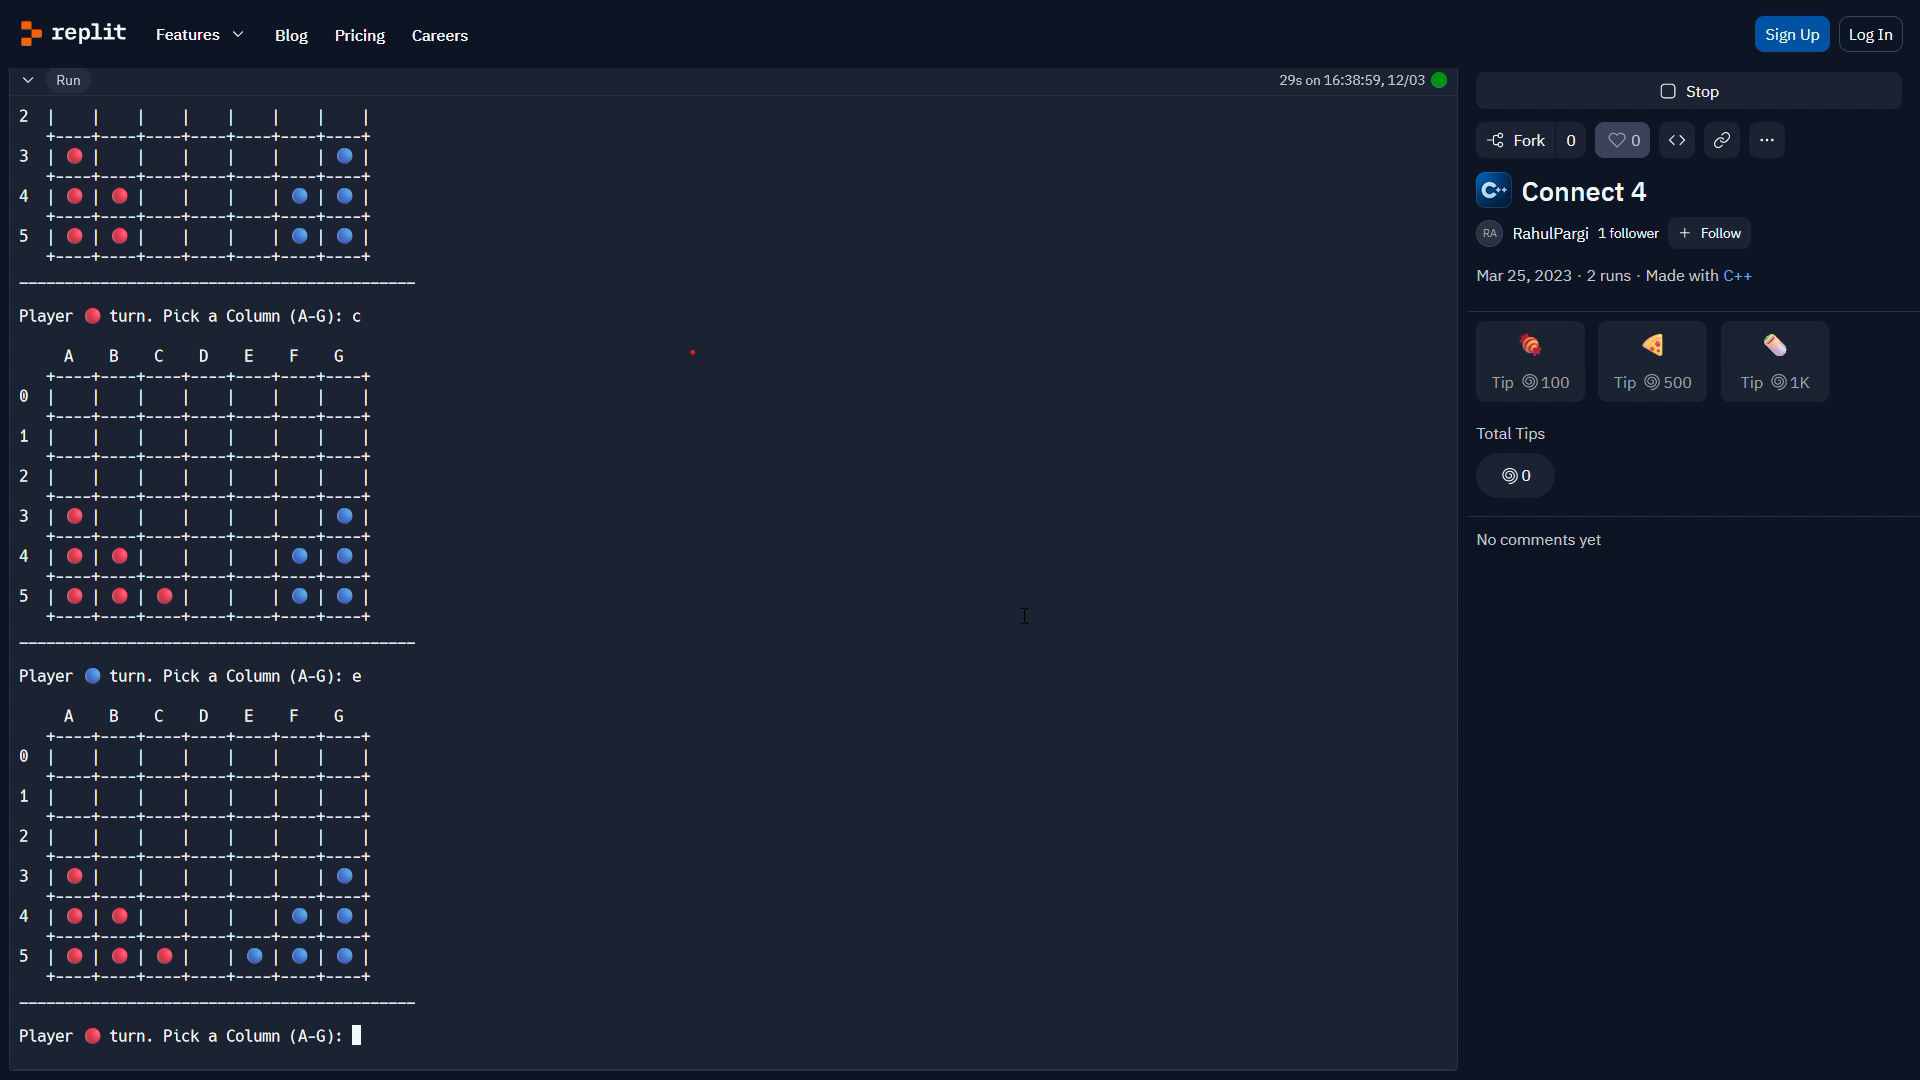 replit Features Blog Pricing Careers Sign Up Log In
Run 29s on 16:38:59, 12/03
2 |    |    |    |    |    |    |    |
+----+----+----+----+----+----+----+
3 | 🔴 |    |    |    |    |    | 🔵 |
+----+----+----+----+----+----+----+
4 | 🔴 | 🔴 |    |    |    | 🔵 | 🔵 |
+----+----+----+----+----+----+----+
5 | 🔴 | 🔴 |    |    |    | 🔵 | 🔵 |
+----+----+----+----+----+----+----+
____________________________________________
Player 🔴 turn. Pick a Column (A-G): c
A B C D E F G
+----+----+----+----+----+----+----+
0 |    |    |    |    |    |    |    |
+----+----+----+----+----+----+----+
1 |    |    |    |    |    |    |    |
+----+----+----+----+----+----+----+
2 |    |    |    |    |    |    |    |
+----+----+----+----+----+----+----+
3 | 🔴 |    |    |    |    |    | 🔵 |
+----+----+----+----+----+----+----+
4 | 🔴 | 🔴 |    |    |    | 🔵 | 🔵 |
+----+----+----+----+----+----+----+
5 | 🔴 | 🔴 | 🔴 |    |    | 🔵 | 🔵 |
+----+----+----+----+----+----+----+
____________________________________________
Player 🔵 turn. Pick a Column (A-G): e
A B C D E F G
+----+----+----+----+----+----+----+
0 |    |    |    |    |    |    |    |
+----+----+----+----+----+----+----+
1 |    |    |    |    |    |    |    |
+----+----+----+----+----+----+----+
2 |    |    |    |    |    |    |    |
+----+----+----+----+----+----+----+
3 | 🔴 |    |    |    |    |    | 🔵 |
+----+----+----+----+----+----+----+
4 | 🔴 | 🔴 |    |    |    | 🔵 | 🔵 |
+----+----+----+----+----+----+----+
5 | 🔴 | 🔴 | 🔴 |    | 🔵 | 🔵 | 🔵 |
+----+----+----+----+----+----+----+
____________________________________________
Player 🔴 turn. Pick a Column (A-G):
Stop
Fork 0 0
C++ Connect 4
RA RahulPargi 1 follower + Follow
Mar 25, 2023 · 2 runs · Made with C++
Tip 100 Tip 500 Tip 1K
Total Tips
0
No comments yet